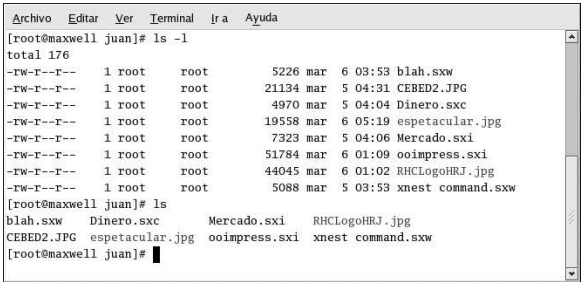 Archivo Editar Ver Terminal Ir a Ayuda
[root@maxwell juan]# ls -l
total 176
-rw-r--r-- 1 root root 5226 mar 6 03:53 blah.sxw
-rw-r--r-- 1 root root 21134 mar 5 04:31 CEBED2.JPG
-rw-r--r-- 1 root root 4970 mar 5 04:04 Dinero.sxc
-rw-r--r-- 1 root root 19558 mar 6 05:19 espetacular.jpg
-rw-r--r-- 1 root root 7323 mar 5 04:06 Mercado.sxi
-rw-r--r-- 1 root root 51784 mar 6 01:09 ooimpress.sxi
-rw-r--r-- 1 root root 44045 mar 6 01:02 RHCLogoHRJ.jpg
-rw-r--r-- 1 root root 5088 mar 5 03:53 xnest command.sxw
[root@maxwell juan]# ls
blah.sxw Dinero.sxc Mercado.sxi RHCLogoHRJ.jpg
CEBED2.JPG espetacular.jpg ooimpress.sxi xnest command.sxw
[root@maxwell juan]#